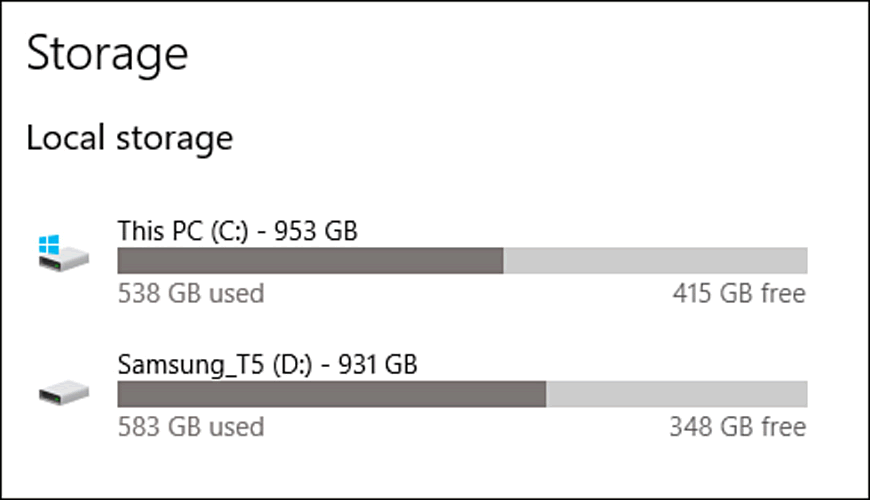 Storage
Local storage
This PC (C:) - 953 GB
538 GB used 415 GB free
Samsung_T5 (D:) - 931 GB
583 GB used 348 GB free